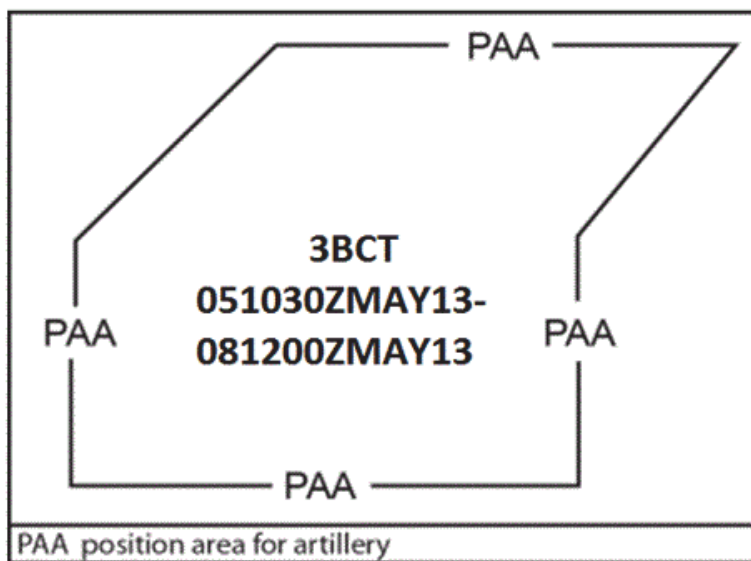 PAA
3BCT
051030ZMAY13-
PAA PAA
081200ZMAY13
PAA
PAA position area for artillery